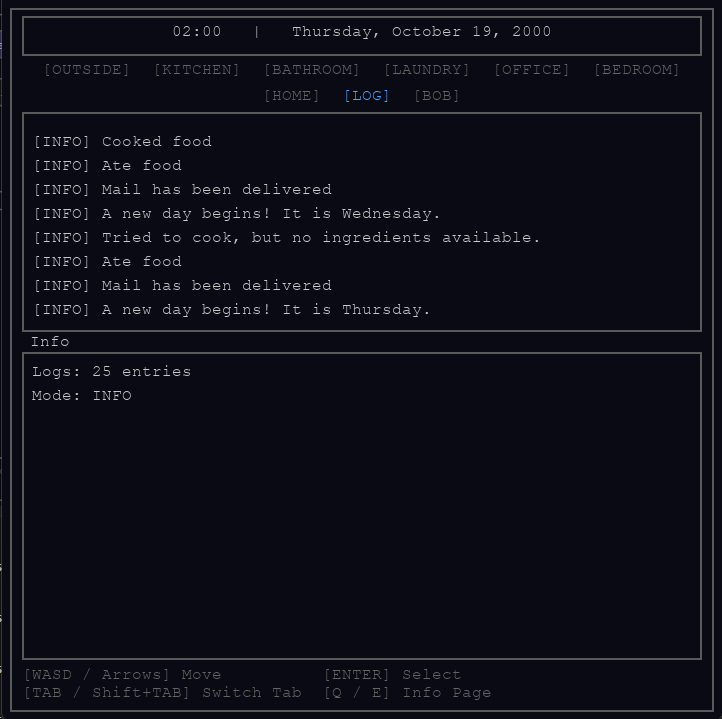 02:00 | Thursday, October 19, 2000
[OUTSIDE] [KITCHEN] [BATHROOM] [LAUNDRY] [OFFICE] [BEDROOM]
[HOME] [LOG] [BOB]
[INFO] Cooked food
[INFO] Ate food
[INFO] Mail has been delivered
[INFO] A new day begins! It is Wednesday.
[INFO] Tried to cook, but no ingredients available.
[INFO] Ate food
[INFO] Mail has been delivered
[INFO] A new day begins! It is Thursday.
Info
Logs: 25 entries
Mode: INFO
[WASD / Arrows] Move [ENTER] Select
[TAB / Shift+TAB] Switch Tab [Q / E] Info Page